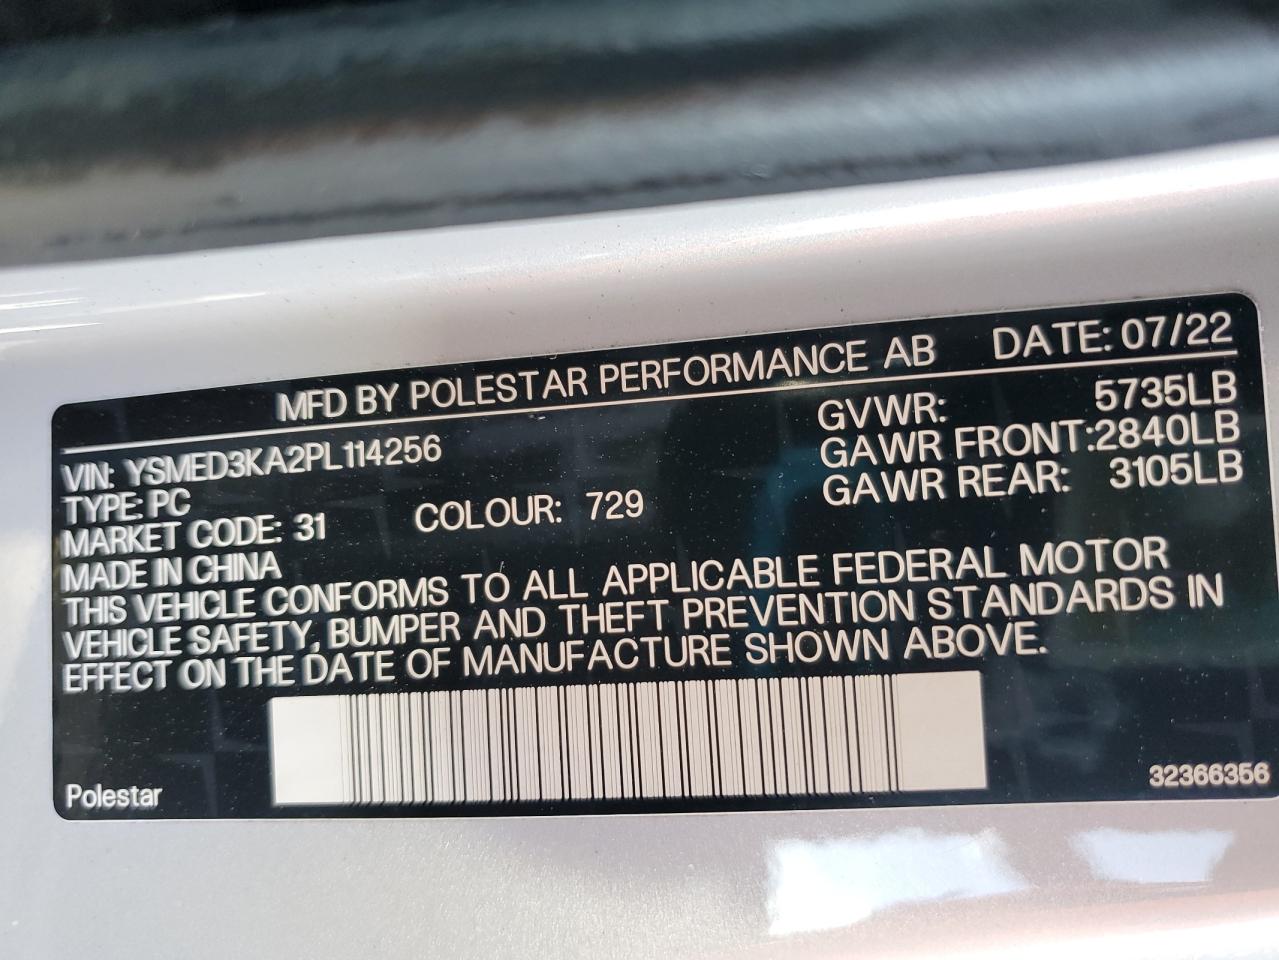 MFD BY POLESTAR PERFORMANCE AB DATE: 07/22
VIN: YSMED3KA2PL114256 GVWR: 5735LB
TYPE: PC GAWR FRONT: 2840LB
MARKET CODE: 31 COLOUR: 729 GAWR REAR: 3105LB
MADE IN CHINA
THIS VEHICLE CONFORMS TO ALL APPLICABLE FEDERAL MOTOR
VEHICLE SAFETY, BUMPER AND THEFT PREVENTION STANDARDS IN
EFFECT ON THE DATE OF MANUFACTURE SHOWN ABOVE.
Polestar 32366356